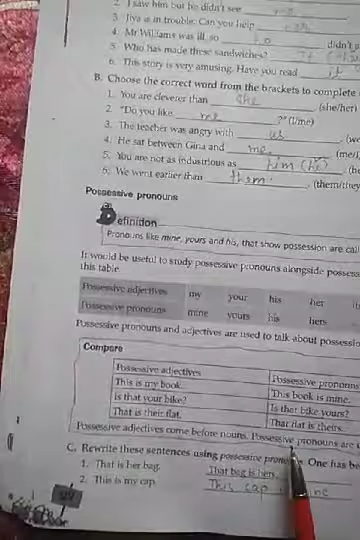 2. I saw him but he didn't see me
3. Jiva is in trouble. Can you help
4. Mr Williams was ill, so didn't
5. Who has made these sandwiches?
6. This story is very amusing. Have you read it
B. Choose the correct word from the brackets to complete
1. You are cleverer than she (she/her)
2. "Do you like me ?" (I/me)
3. The teacher was angry with us
4. He sat between Gina and me. (me/
5. You are not as industrious as him (he)
6. We went earlier than them. (them/they
Possessive pronouns
Definition
Pronouns like mine, yours and his, that show possession are call
It would be useful to study possessive pronouns alongside possess
this table.
Possessive adjectives my your his her
Possessive pronouns mine yours his hers
Possessive pronouns and adjectives are used to talk about possessio
Compare
Possessive adjectives Possessive pronouns
This is my book. This book is mine.
Is that your bike? Is that bike yours?
That is their flat. That flat is theirs.
Possessive adjectives come before nouns. Possessive pronouns are
C. Rewrite these sentences using possessive One has be
1. That is her bag. That bag is hers.
2. This is my cap. This cap